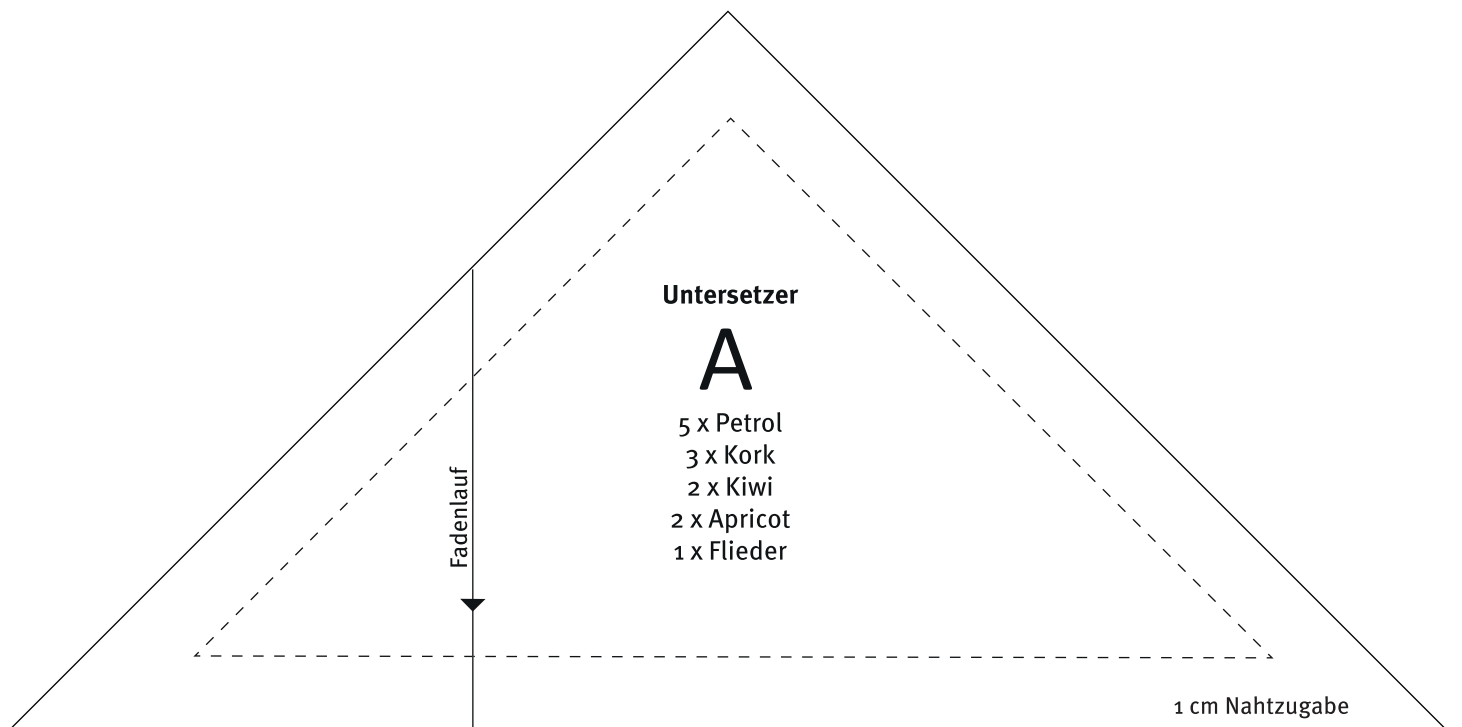 Untersetzer
A
5 x Petrol
3 x Kork
2 x Kiwi
2 x Apricot
1 x Flieder
Fadenlauf
1 cm Nahtzugabe